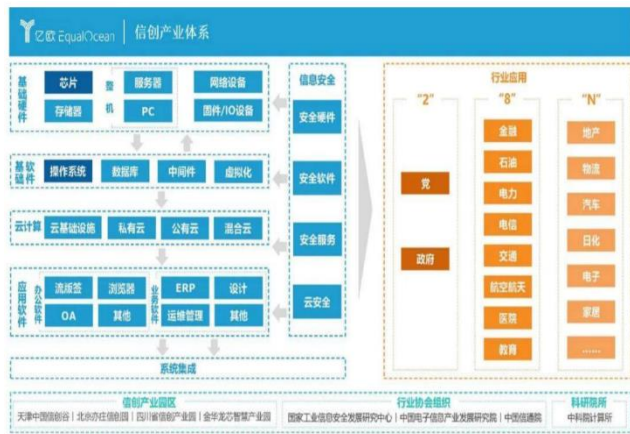 亿欧 EqualOcean | 信创产业体系
基础硬件
芯片
存储器
整机
服务器
PC
网络设备
固件/IO设备
基础软件
操作系统
数据库
中间件
虚拟化
云计算
云基础设施
私有云
公有云
混合云
应用软件
办公软件
流版签
浏览器
OA
其他
业务软件
ERP
设计
运维管理
其他
系统集成
信息安全
安全硬件
安全软件
安全服务
云安全
行业应用
“2”
党
政府
“8”
金融
石油
电力
电信
交通
航空航天
医院
教育
“N”
地产
物流
汽车
日化
电子
家居
……
信创产业园区
天津中国信创谷 | 北京亦庄信创园 | 四川省信创产业园 | 金华龙芯智慧产业园
行业协会组织
国家工业信息安全发展研究中心 | 中国电子信息产业发展研究院 | 中国信通院
科研院所
中科院计算所